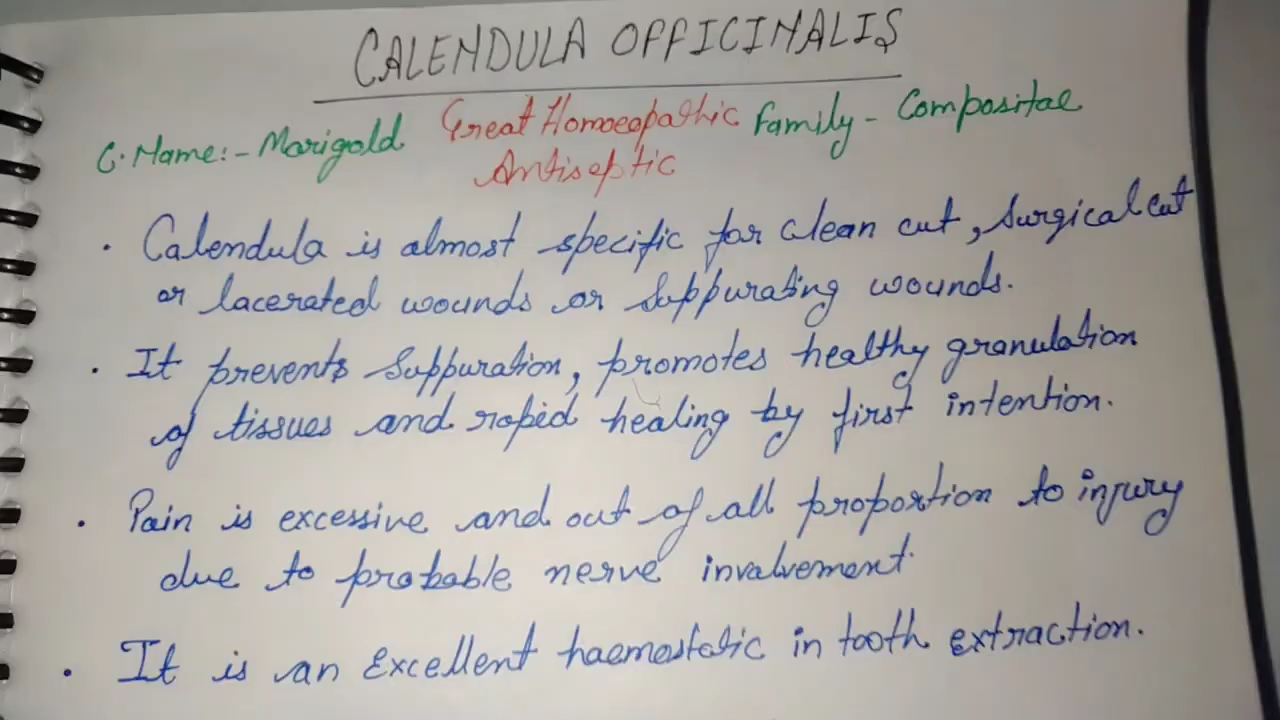 CALENDULA OFFICINALIS
C. Name:- Marigold Great Homoeopathic Family - Compositae
Antiseptic
• Calendula is almost specific for clean cut, surgical cut
or lacerated wounds or suppurating wounds.
• It prevents suppuration, promotes healthy granulation
of tissues and rapid healing by first intention.
• Pain is excessive and out of all proportion to injury
due to probable nerve involvement.
• It is an Excellent haemostatic in tooth extraction.